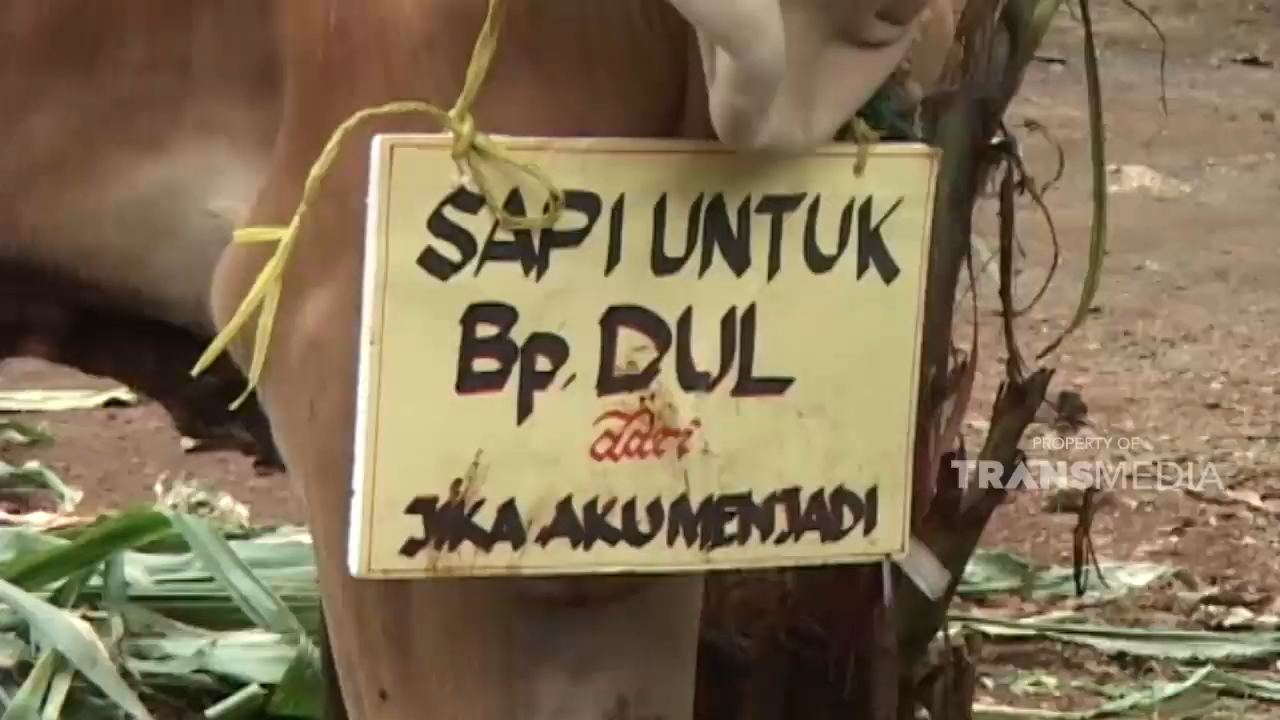 SAPI UNTUK
Bp. DUL
dari
JIKA AKU MENJADI
PROPERTY OF
TRANSMEDIA